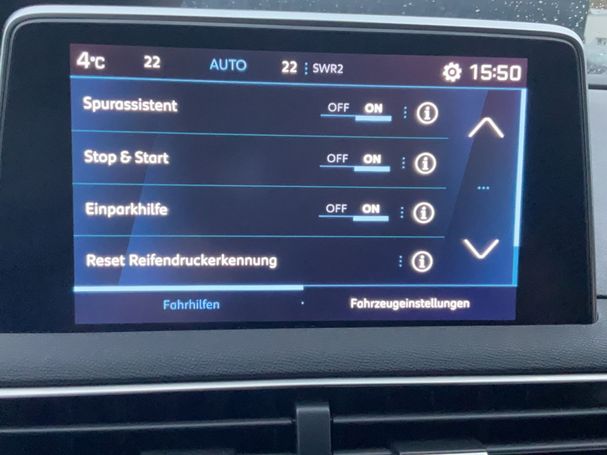 4°C 22 AUTO 22 SWR2 15:50
Spurassistent OFF ON
Stop & Start OFF ON
Einparkhilfe OFF ON
Reset Reifendruckerkennung
Fahrhilfen Fahrzeugeinstellungen